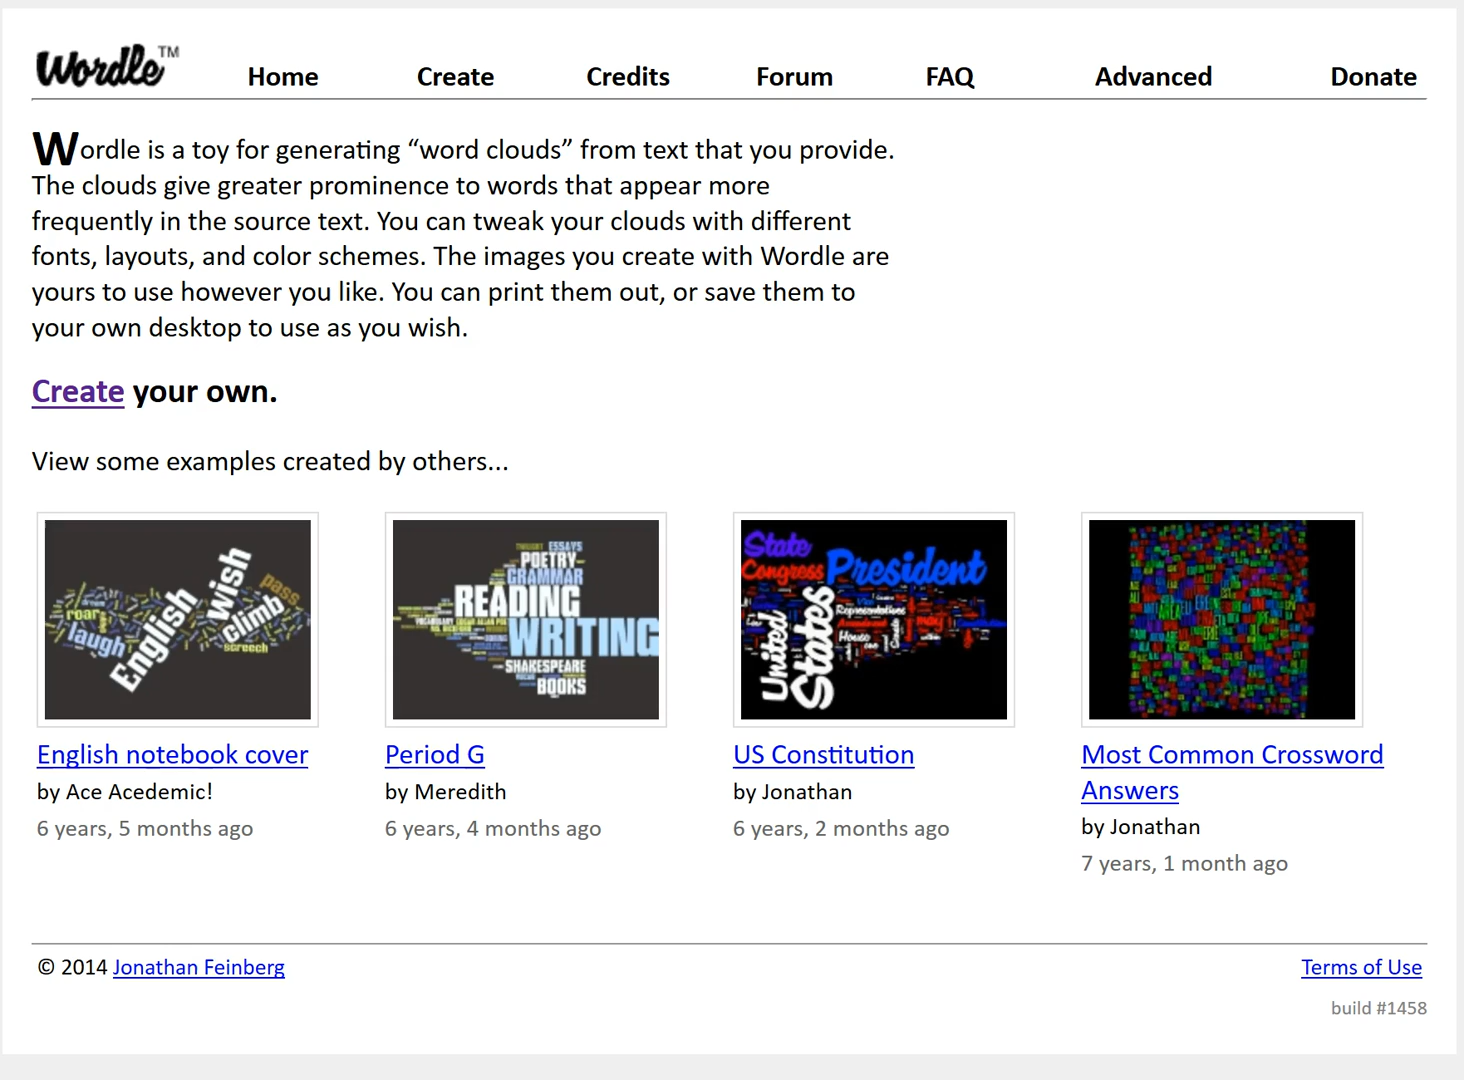 Wordle™
Home Create Credits Forum FAQ Advanced Donate
Wordle is a toy for generating “word clouds” from text that you provide.
The clouds give greater prominence to words that appear more
frequently in the source text. You can tweak your clouds with different
fonts, layouts, and color schemes. The images you create with Wordle are
yours to use however you like. You can print them out, or save them to
your own desktop to use as you wish.
Create your own.
View some examples created by others...
English
wish
climb
pass
roar
laugh
screech
ESSAYS
POETRY
GRAMMAR
READING
WRITING
SHAKESPEARE
BOOKS
State
Congress
President
United
States
Representatives
House
one
may
English notebook cover
by Ace Acedemic!
6 years, 5 months ago
Period G
by Meredith
6 years, 4 months ago
US Constitution
by Jonathan
6 years, 2 months ago
Most Common Crossword
Answers
by Jonathan
7 years, 1 month ago
© 2014 Jonathan Feinberg
Terms of Use
build #1458